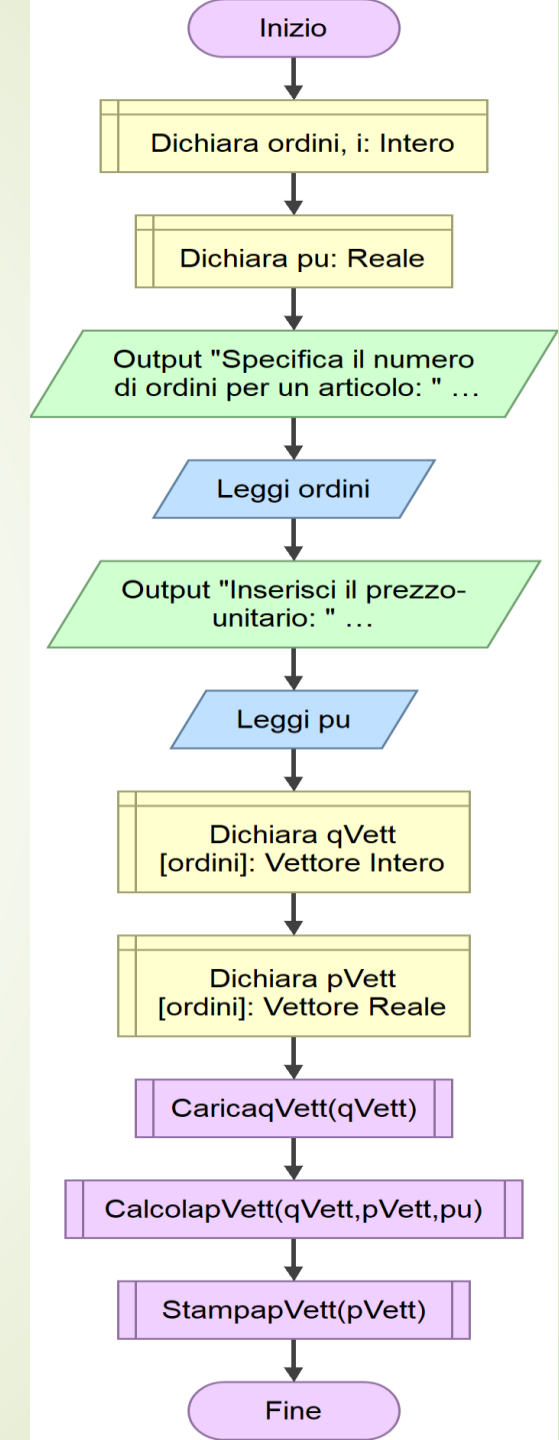 Inizio
Dichiara ordini, i: Intero
Dichiara pu: Reale
Output "Specifica il numero
di ordini per un articolo: " …
Leggi ordini
Output "Inserisci il prezzo-
unitario: " …
Leggi pu
Dichiara qVett
[ordini]: Vettore Intero
Dichiara pVett
[ordini]: Vettore Reale
CaricaqVett(qVett)
CalcolapVett(qVett,pVett,pu)
StampapVett(pVett)
Fine